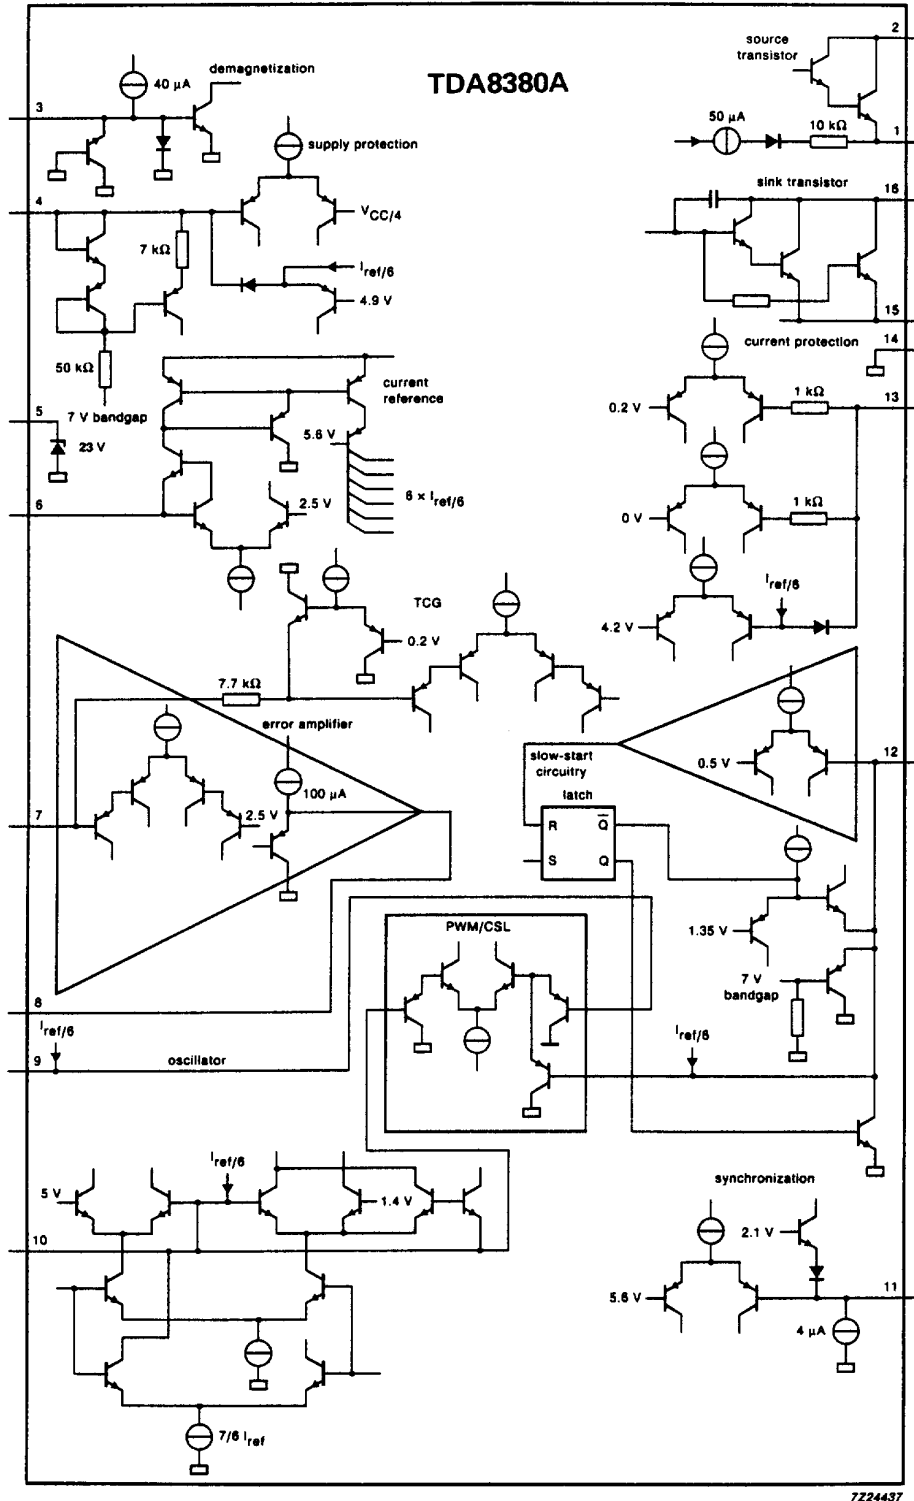 TDA8380A
2
source
transistor
demagnetization
40 μA
3
50 μA
10 kΩ
1
supply protection
sink transistor
16
4
VCC/4
7 kΩ
Iref/6
4.9 V
15
14
current protection
50 kΩ
current
reference
1 kΩ
13
0.2 V
5
7 V bandgap
23 V
5.6 V
6
2.5 V
6 x Iref/6
1 kΩ
0 V
Iref/6
TCG
0.2 V
4.2 V
7.7 kΩ
error amplifier
slow-start
circuitry
0.5 V
12
100 μA
latch
7
2.5 V
R
Q
S
Q
PWM/CSL
1.35 V
7 V
bandgap
8
Iref/6
Iref/6
9
oscillator
Iref/6
synchronization
5 V
1.4 V
2.1 V
10
5.6 V
11
4 μA
7/6 Iref
7Z24437